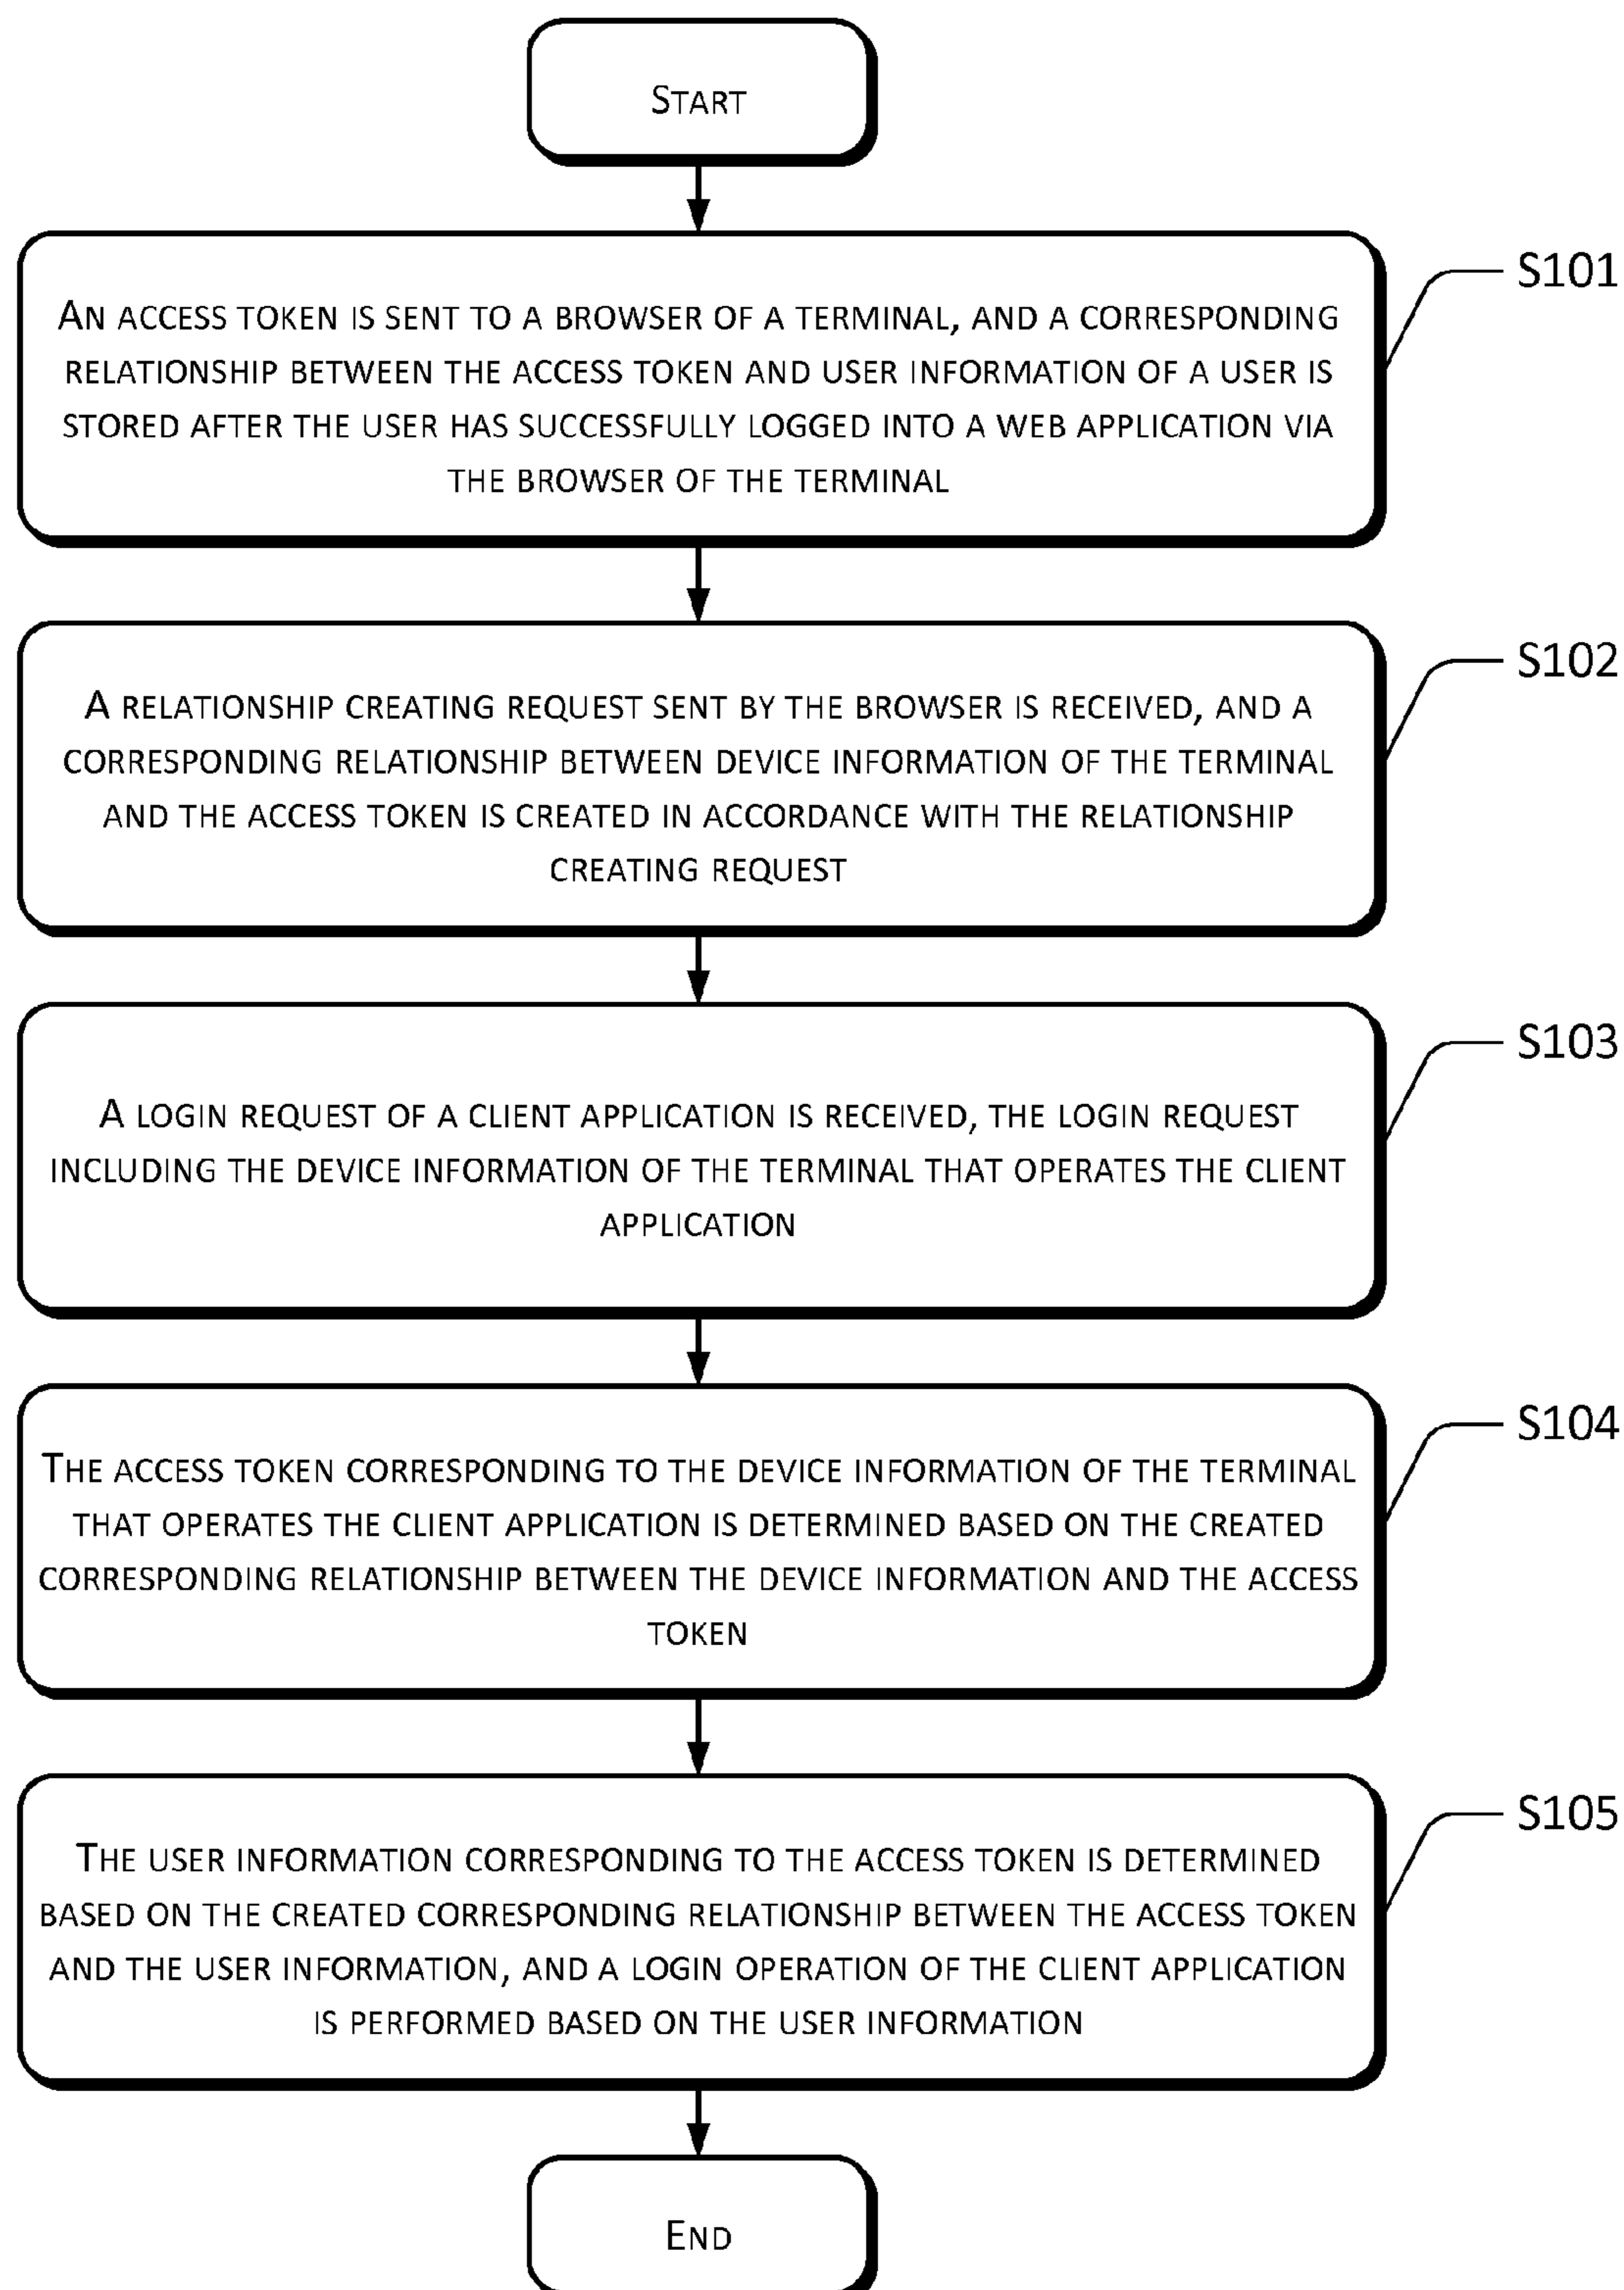 Start
An access token is sent to a browser of a terminal, and a corresponding
relationship between the access token and user information of a user is
stored after the user has successfully logged into a web application via
the browser of the terminal
S101
A relationship creating request sent by the browser is received, and a
corresponding relationship between device information of the terminal
and the access token is created in accordance with the relationship
creating request
S102
A login request of a client application is received, the login request
including the device information of the terminal that operates the client
application
S103
The access token corresponding to the device information of the terminal
that operates the client application is determined based on the created
corresponding relationship between the device information and the access
token
S104
The user information corresponding to the access token is determined
based on the created corresponding relationship between the access token
and the user information, and a login operation of the client application
is performed based on the user information
S105
End